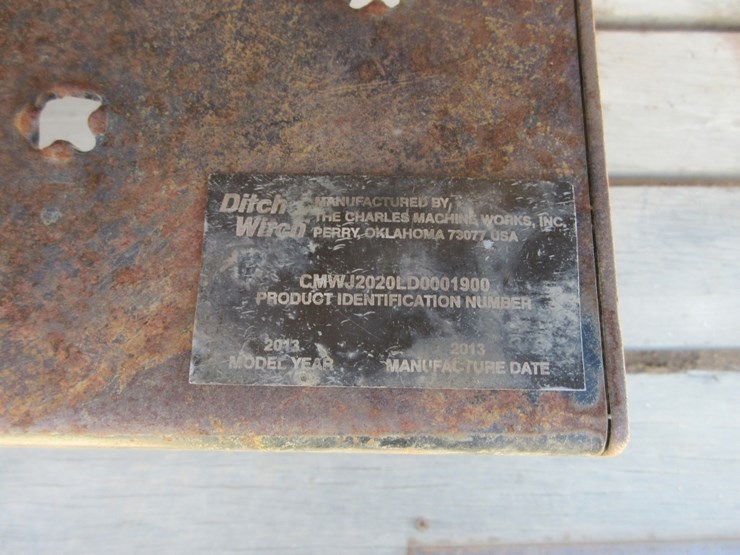 Ditch Witch
MANUFACTURED BY,
THE CHARLES MACHINE WORKS, INC.
PERRY, OKLAHOMA 73077 USA
CMWJ2020LD0001900
PRODUCT IDENTIFICATION NUMBER
2013 2013
MODEL YEAR MANUFACTURE DATE